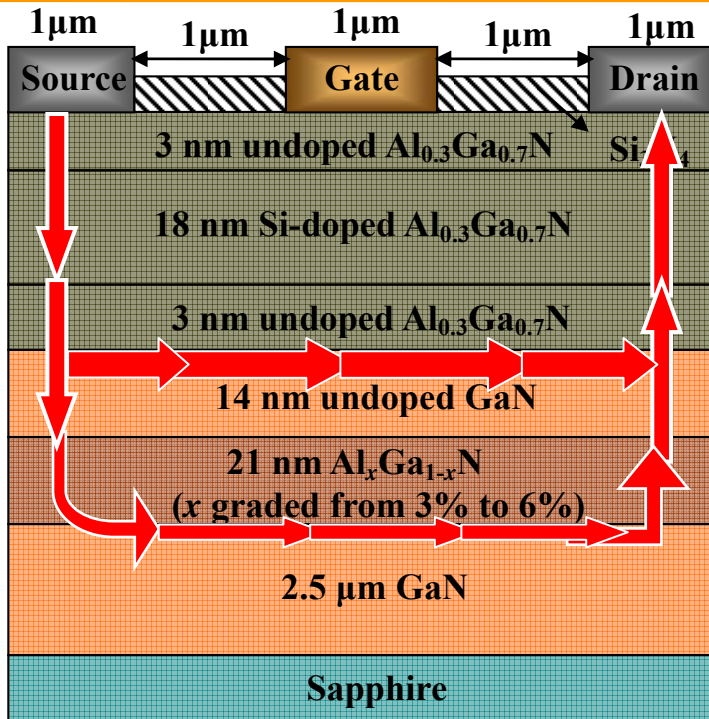 1μm 1μm 1μm
1μm 1μm
Source Gate Drain
3 nm undoped Al₀.₃Ga₀.₇N
18 nm Si-doped Al₀.₃Ga₀.₇N
3 nm undoped Al₀.₃Ga₀.₇N
14 nm undoped GaN
21 nm AlₓGa₁₋ₓN
(x graded from 3% to 6%)
2.5 μm GaN
Sapphire